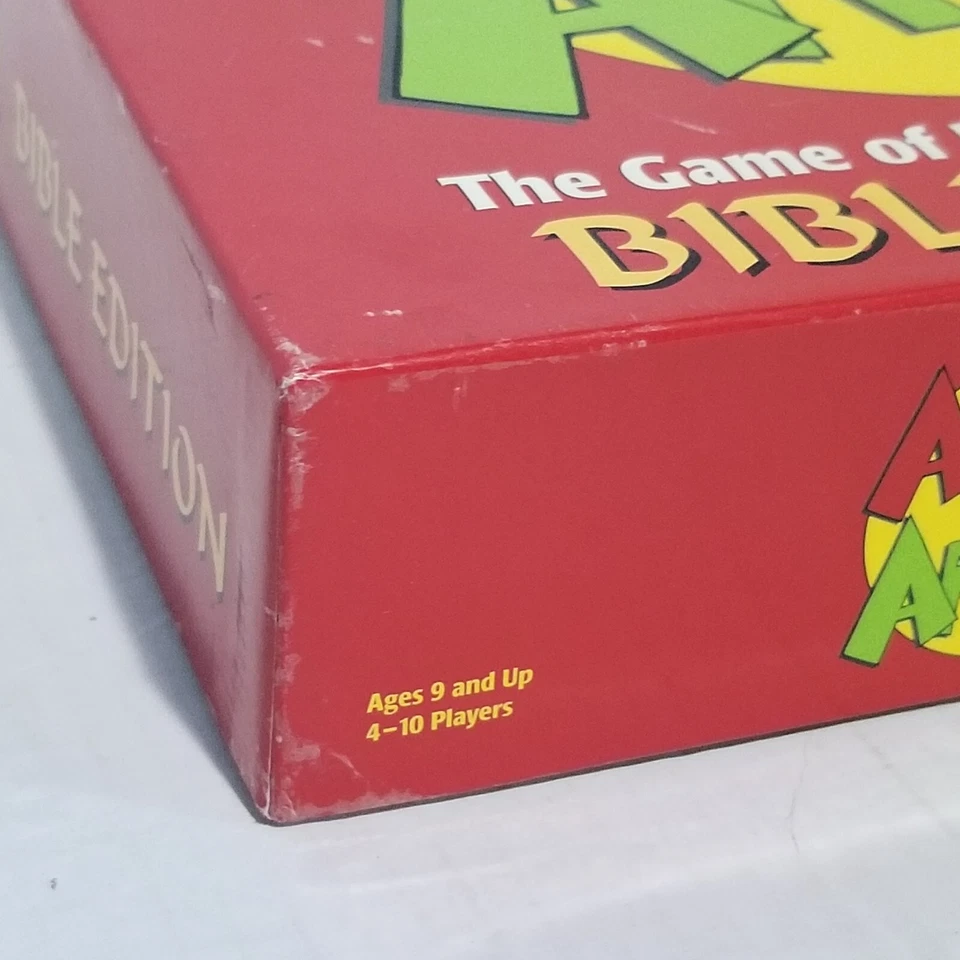 The Game of
BIBL
BIBLE EDITION
Ages 9 and Up
4–10 Players